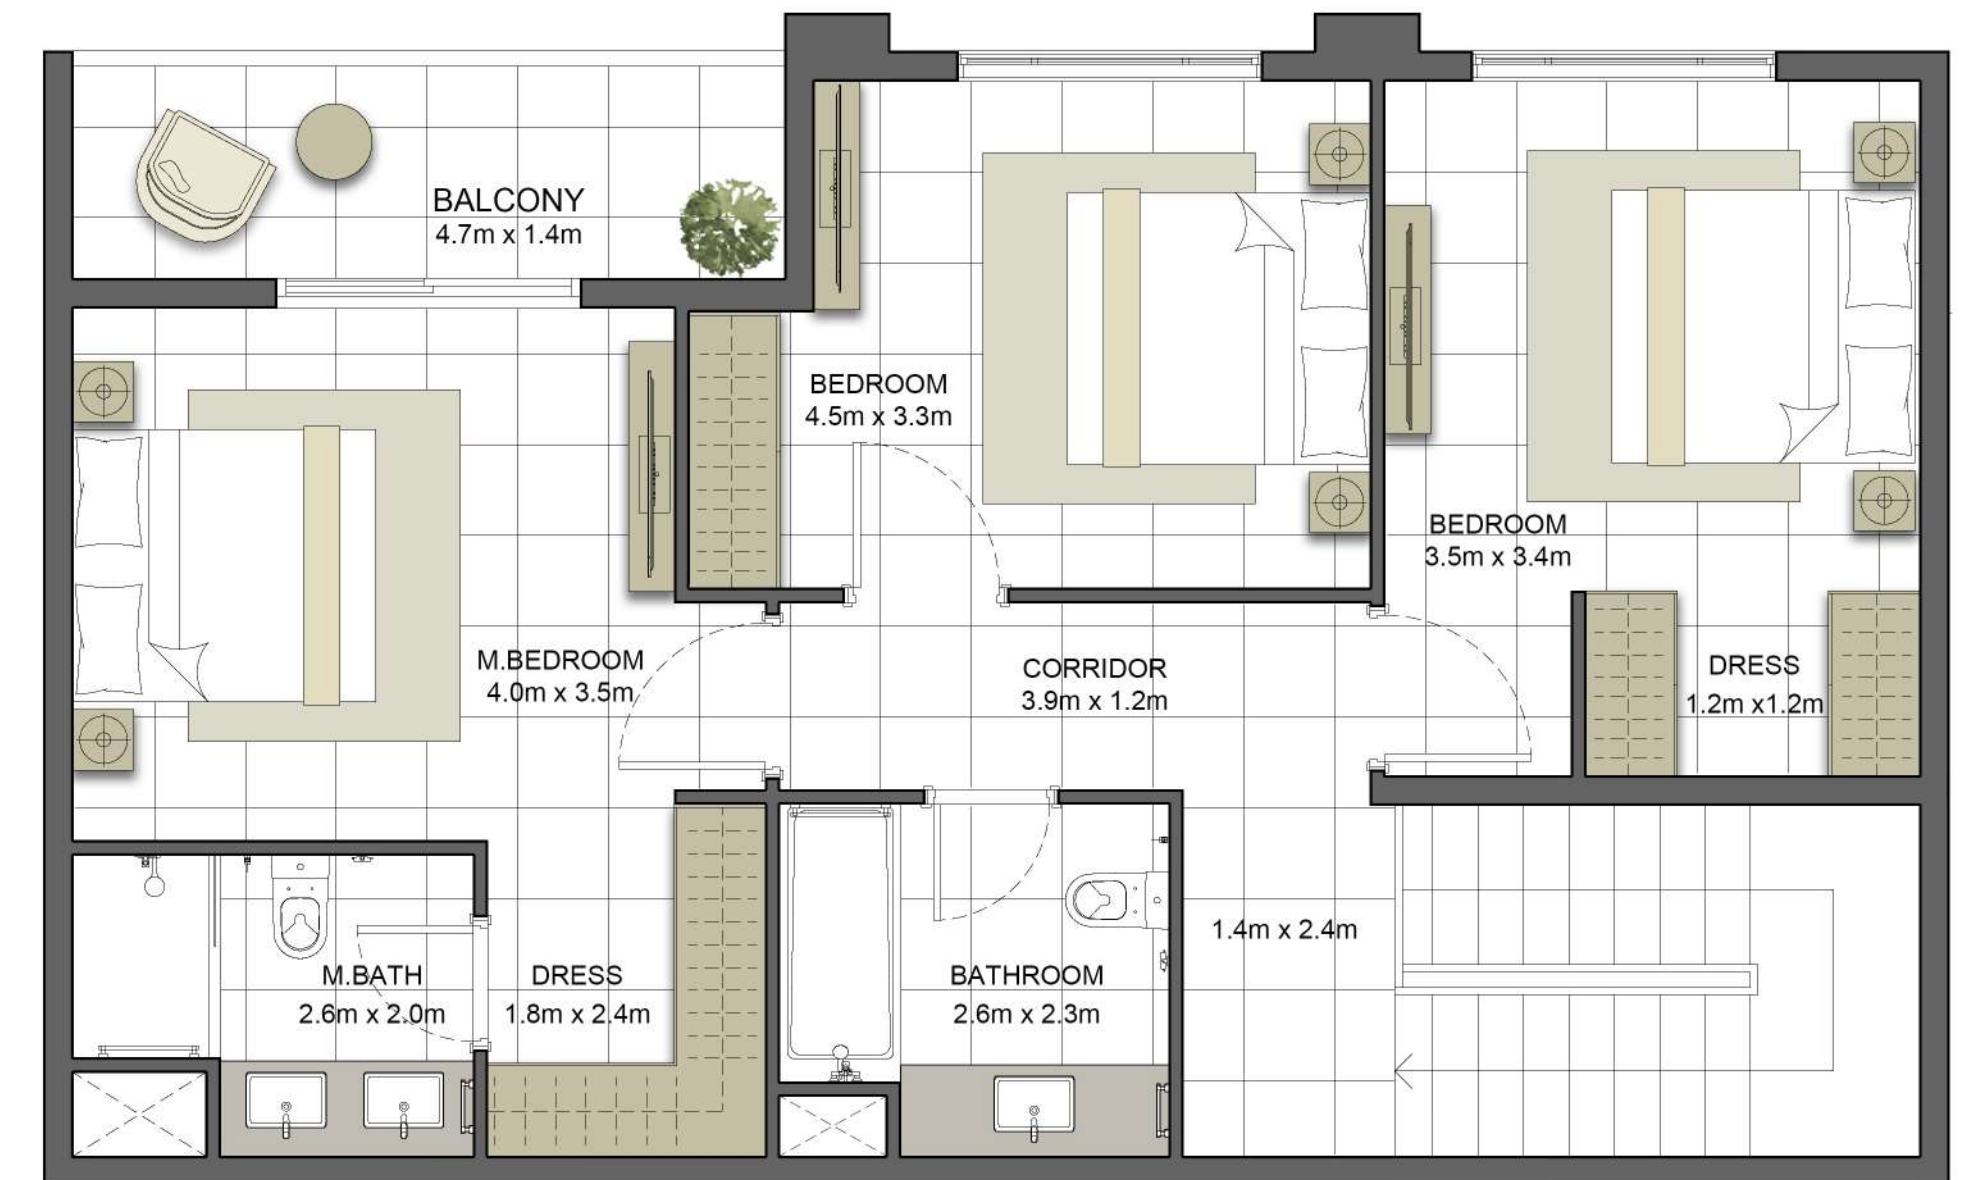 BALCONY
4.7m x 1.4m
BEDROOM
4.5m x 3.3m
BEDROOM
3.5m x 3.4m
M.BEDROOM
4.0m x 3.5m
CORRIDOR
3.9m x 1.2m
DRESS
1.2m x1.2m
M.BATH
2.6m x 2.0m
DRESS
1.8m x 2.4m
BATHROOM
2.6m x 2.3m
1.4m x 2.4m